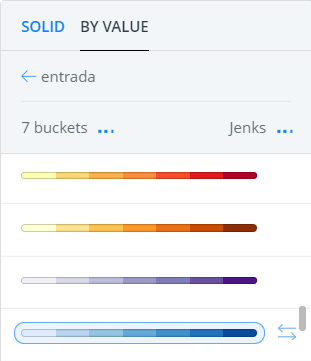 SOLID BY VALUE
entrada
7 buckets ... Jenks ...